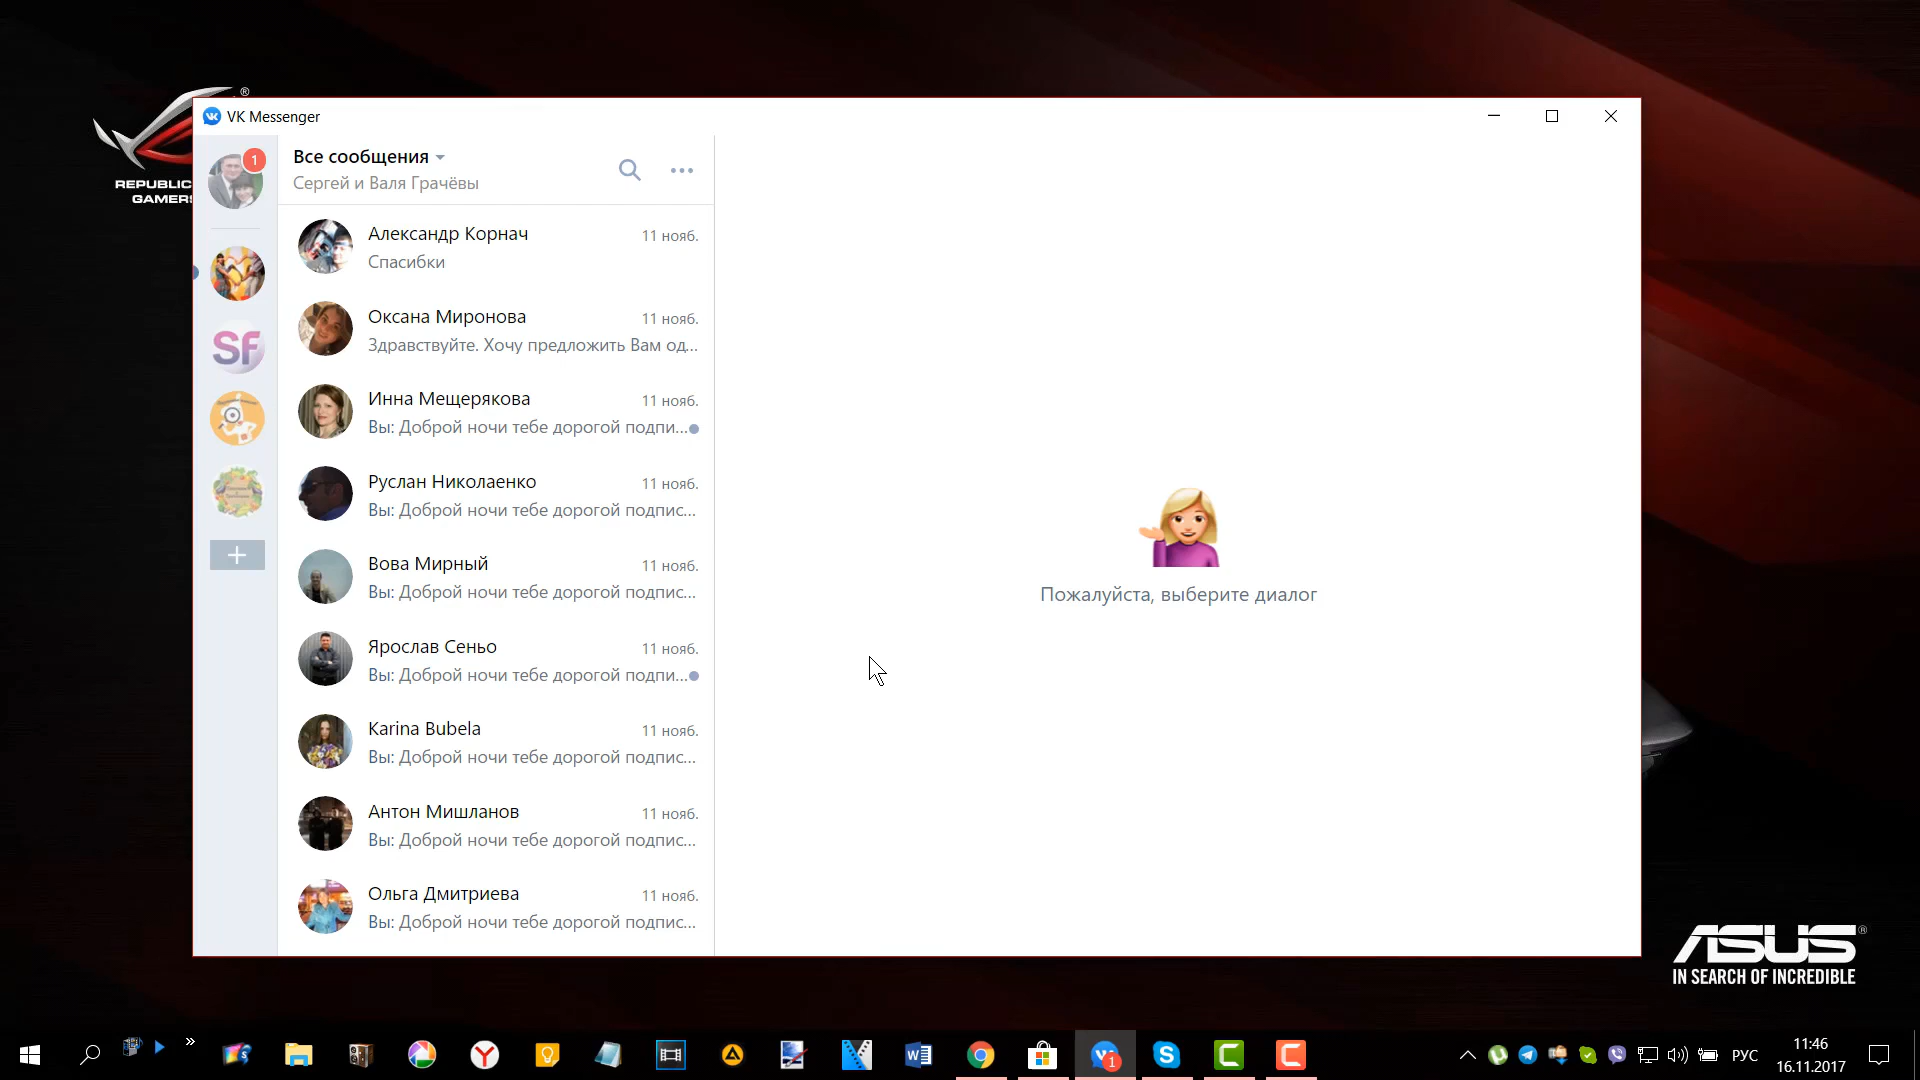 REPUBLIC
GAMERS
®
VK Messenger
1
Все сообщения
Сергей и Валя Грачёвы
SF
Александр Корнач
11 нояб.
Спасибки
Оксана Миронова
11 нояб.
Здравствуйте. Хочу предложить Вам од...
Инна Мещерякова
11 нояб.
Вы: Доброй ночи тебе дорогой подпи...
Руслан Николаенко
11 нояб.
Вы: Доброй ночи тебе дорогой подпис...
Вова Мирный
11 нояб.
Вы: Доброй ночи тебе дорогой подпис...
Ярослав Сеньо
11 нояб.
Вы: Доброй ночи тебе дорогой подпи...
Karina Bubela
11 нояб.
Вы: Доброй ночи тебе дорогой подпис...
Антон Мишланов
11 нояб.
Вы: Доброй ночи тебе дорогой подпис...
Ольга Дмитриева
11 нояб.
Вы: Доброй ночи тебе дорогой подпис...
Пожалуйста, выберите диалог
ASUS®
IN SEARCH OF INCREDIBLE
1
РУС
11:46
16.11.2017